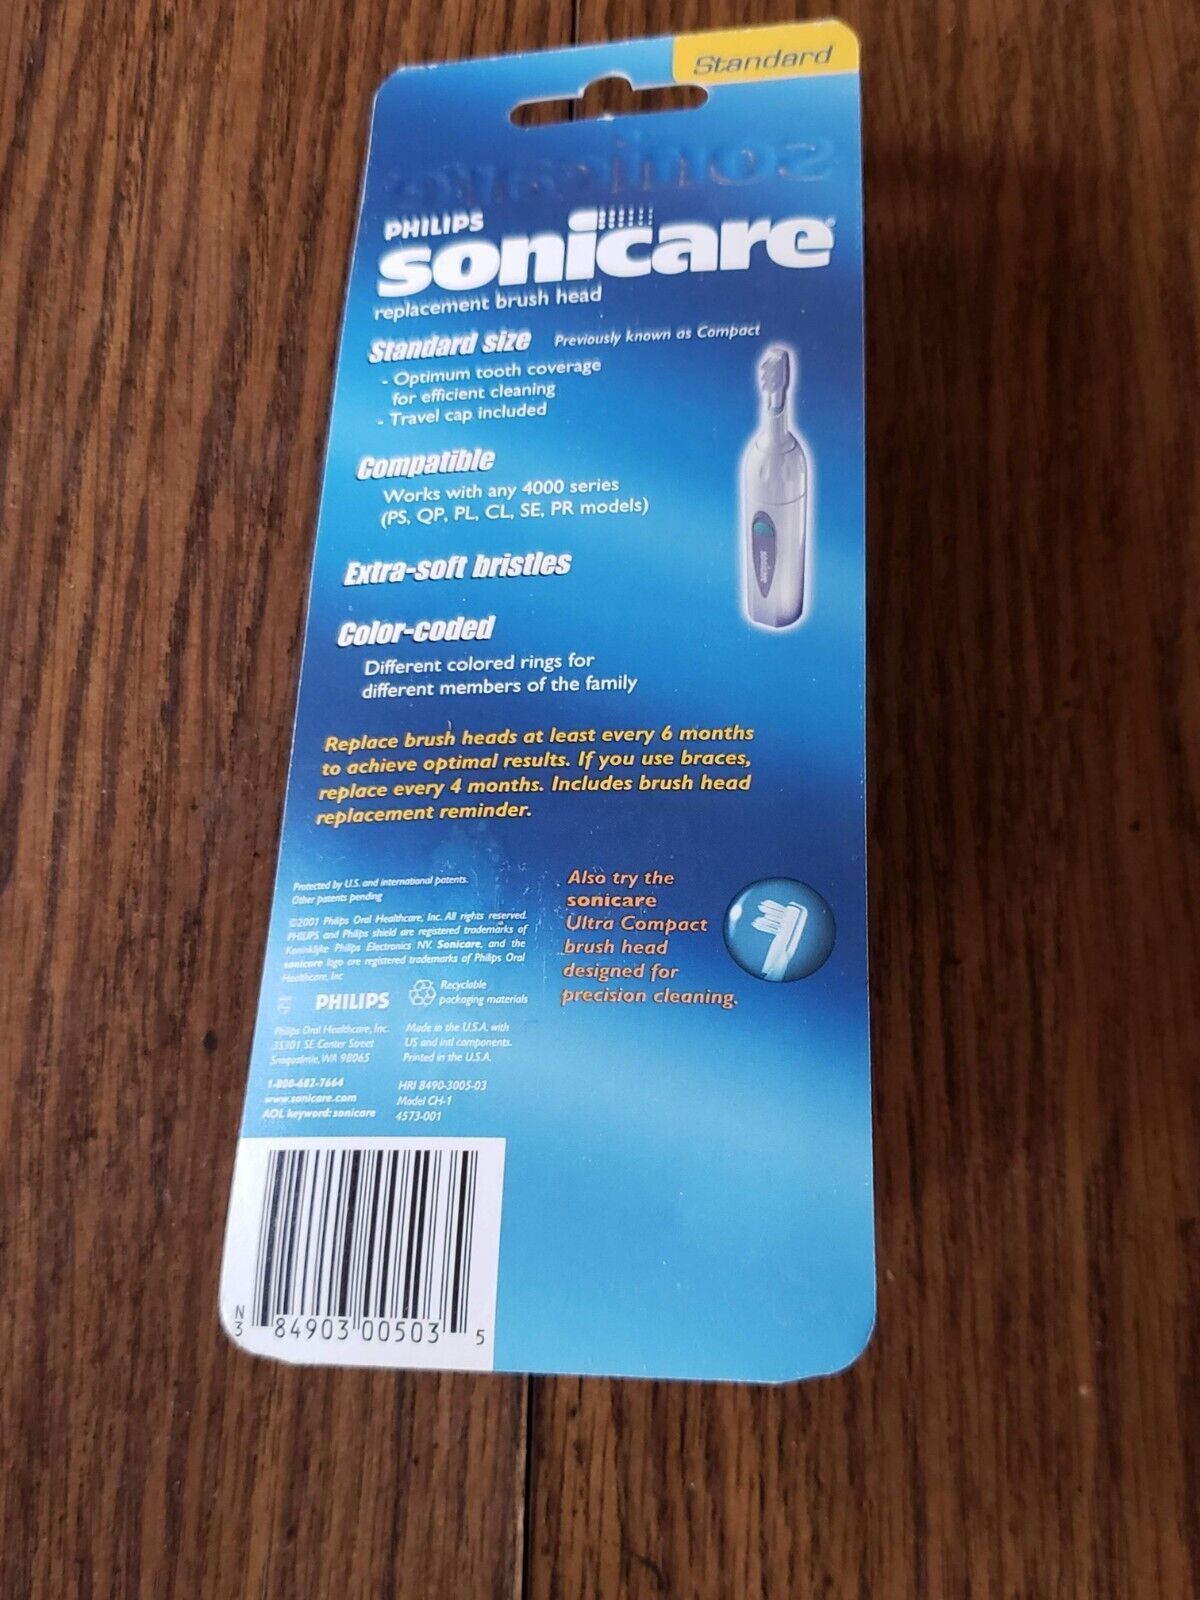 Standard
PHILIPS
sonicare®
replacement brush head
Standard size Previously known as Compact
- Optimum tooth coverage
for efficient cleaning
- Travel cap included
Compatible
Works with any 4000 series
(PS, QP, PL, CL, SE, PR models)
Extra-soft bristles
Color-coded
Different colored rings for
different members of the family
Replace brush heads at least every 6 months
to achieve optimal results. If you use braces,
replace every 4 months. Includes brush head
replacement reminder.
Protected by U.S. and international patents.
Other patents pending
©2001 Philips Oral Healthcare, Inc. All rights reserved.
PHILIPS and Philips shield are registered trademarks of
Koninklijke Philips Electronics NV. Sonicare, and the
sonicare logo are registered trademarks of Philips Oral
Healthcare, Inc
PHILIPS
Recyclable
packaging materials
Philips Oral Healthcare, Inc.
35301 SE Center Street
Snoqualmie, WA 98065
1-800-682-7664
www.sonicare.com
AOL keyword: sonicare
Made in the U.S.A. with
US and intl components.
Printed in the U.S.A.
HRI 8490-3005-03
Model CH-1
4573-001
Also try the
sonicare
Ultra Compact
brush head
designed for
precision cleaning.
sonicare
N
3 84903 00503 5